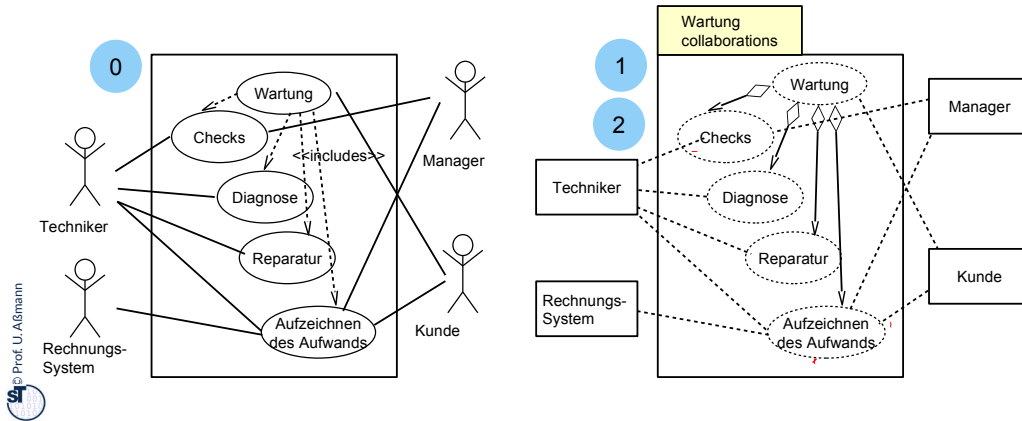 0
Wartung
Checks
<<includes>>
Diagnose
Reparatur
Aufzeichnen
des Aufwands
Techniker
Rechnungs-
System
Manager
Kunde
© Prof. U. Aßmann
ST
Wartung
collaborations
1
2
Wartung
Checks
Diagnose
Reparatur
Aufzeichnen
des Aufwands
Techniker
Rechnungs-
System
Manager
Kunde